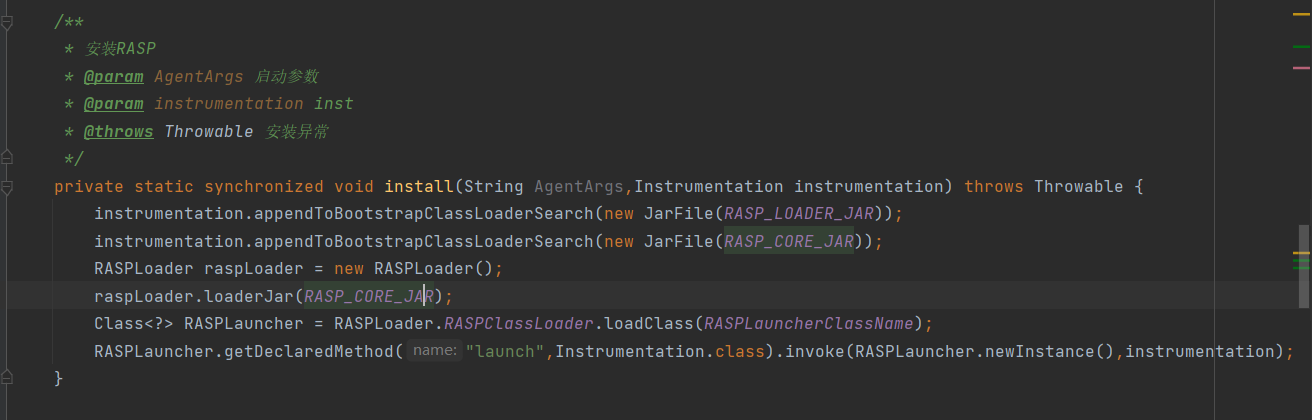 /**
* 安装RASP
* @param AgentArgs 启动参数
* @param instrumentation inst
* @throws Throwable 安装异常
*/
private static synchronized void install(String AgentArgs,Instrumentation instrumentation) throws Throwable {
instrumentation.appendToBootstrapClassLoaderSearch(new JarFile(RASP_LOADER_JAR));
instrumentation.appendToBootstrapClassLoaderSearch(new JarFile(RASP_CORE_JAR));
RASPLoader raspLoader = new RASPLoader();
raspLoader.loaderJar(RASP_CORE_JAR);
Class<?> RASPLauncher = RASPLoader.RASPClassLoader.loadClass(RASPLauncherClassName);
RASPLauncher.getDeclaredMethod( name: "launch",Instrumentation.class).invoke(RASPLauncher.newInstance(),instrumentation);
}